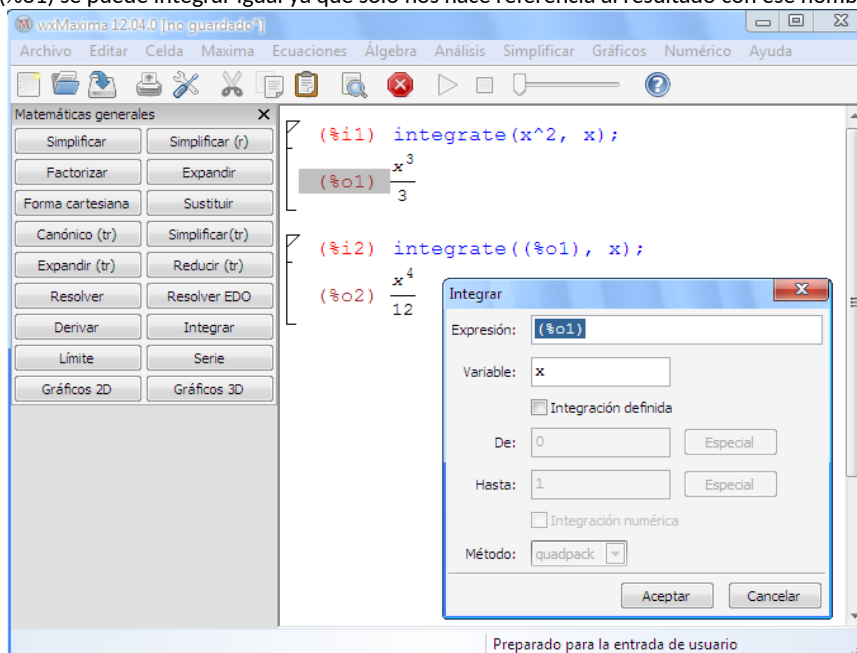 (%o1) se puede integrar igual ya que solo nos hace referencia al resultado con ese
wxMaxima 12.04.0 [no guardado*]
Archivo Editar Celda Maxima Ecuaciones Álgebra Análisis Simplificar Gráficos Numérico Ayuda
Matemáticas generales
Simplificar Simplificar (r)
Factorizar Expandir
Forma cartesiana Sustituir
Canónico (tr) Simplificar(tr)
Expandir (tr) Reducir (tr)
Resolver Resolver EDO
Derivar Integrar
Límite Serie
Gráficos 2D Gráficos 3D
(%i1) integrate(x^2, x);
(%o1) x^3/3
(%i2) integrate((%o1), x);
(%o2) x^4/12
Integrar
Expresión: (%o1)
Variable: x
Integración definida
De: 0 Especial
Hasta: 1 Especial
Integración numérica
Método: quadpack
Aceptar Cancelar
Preparado para la entrada de usuario